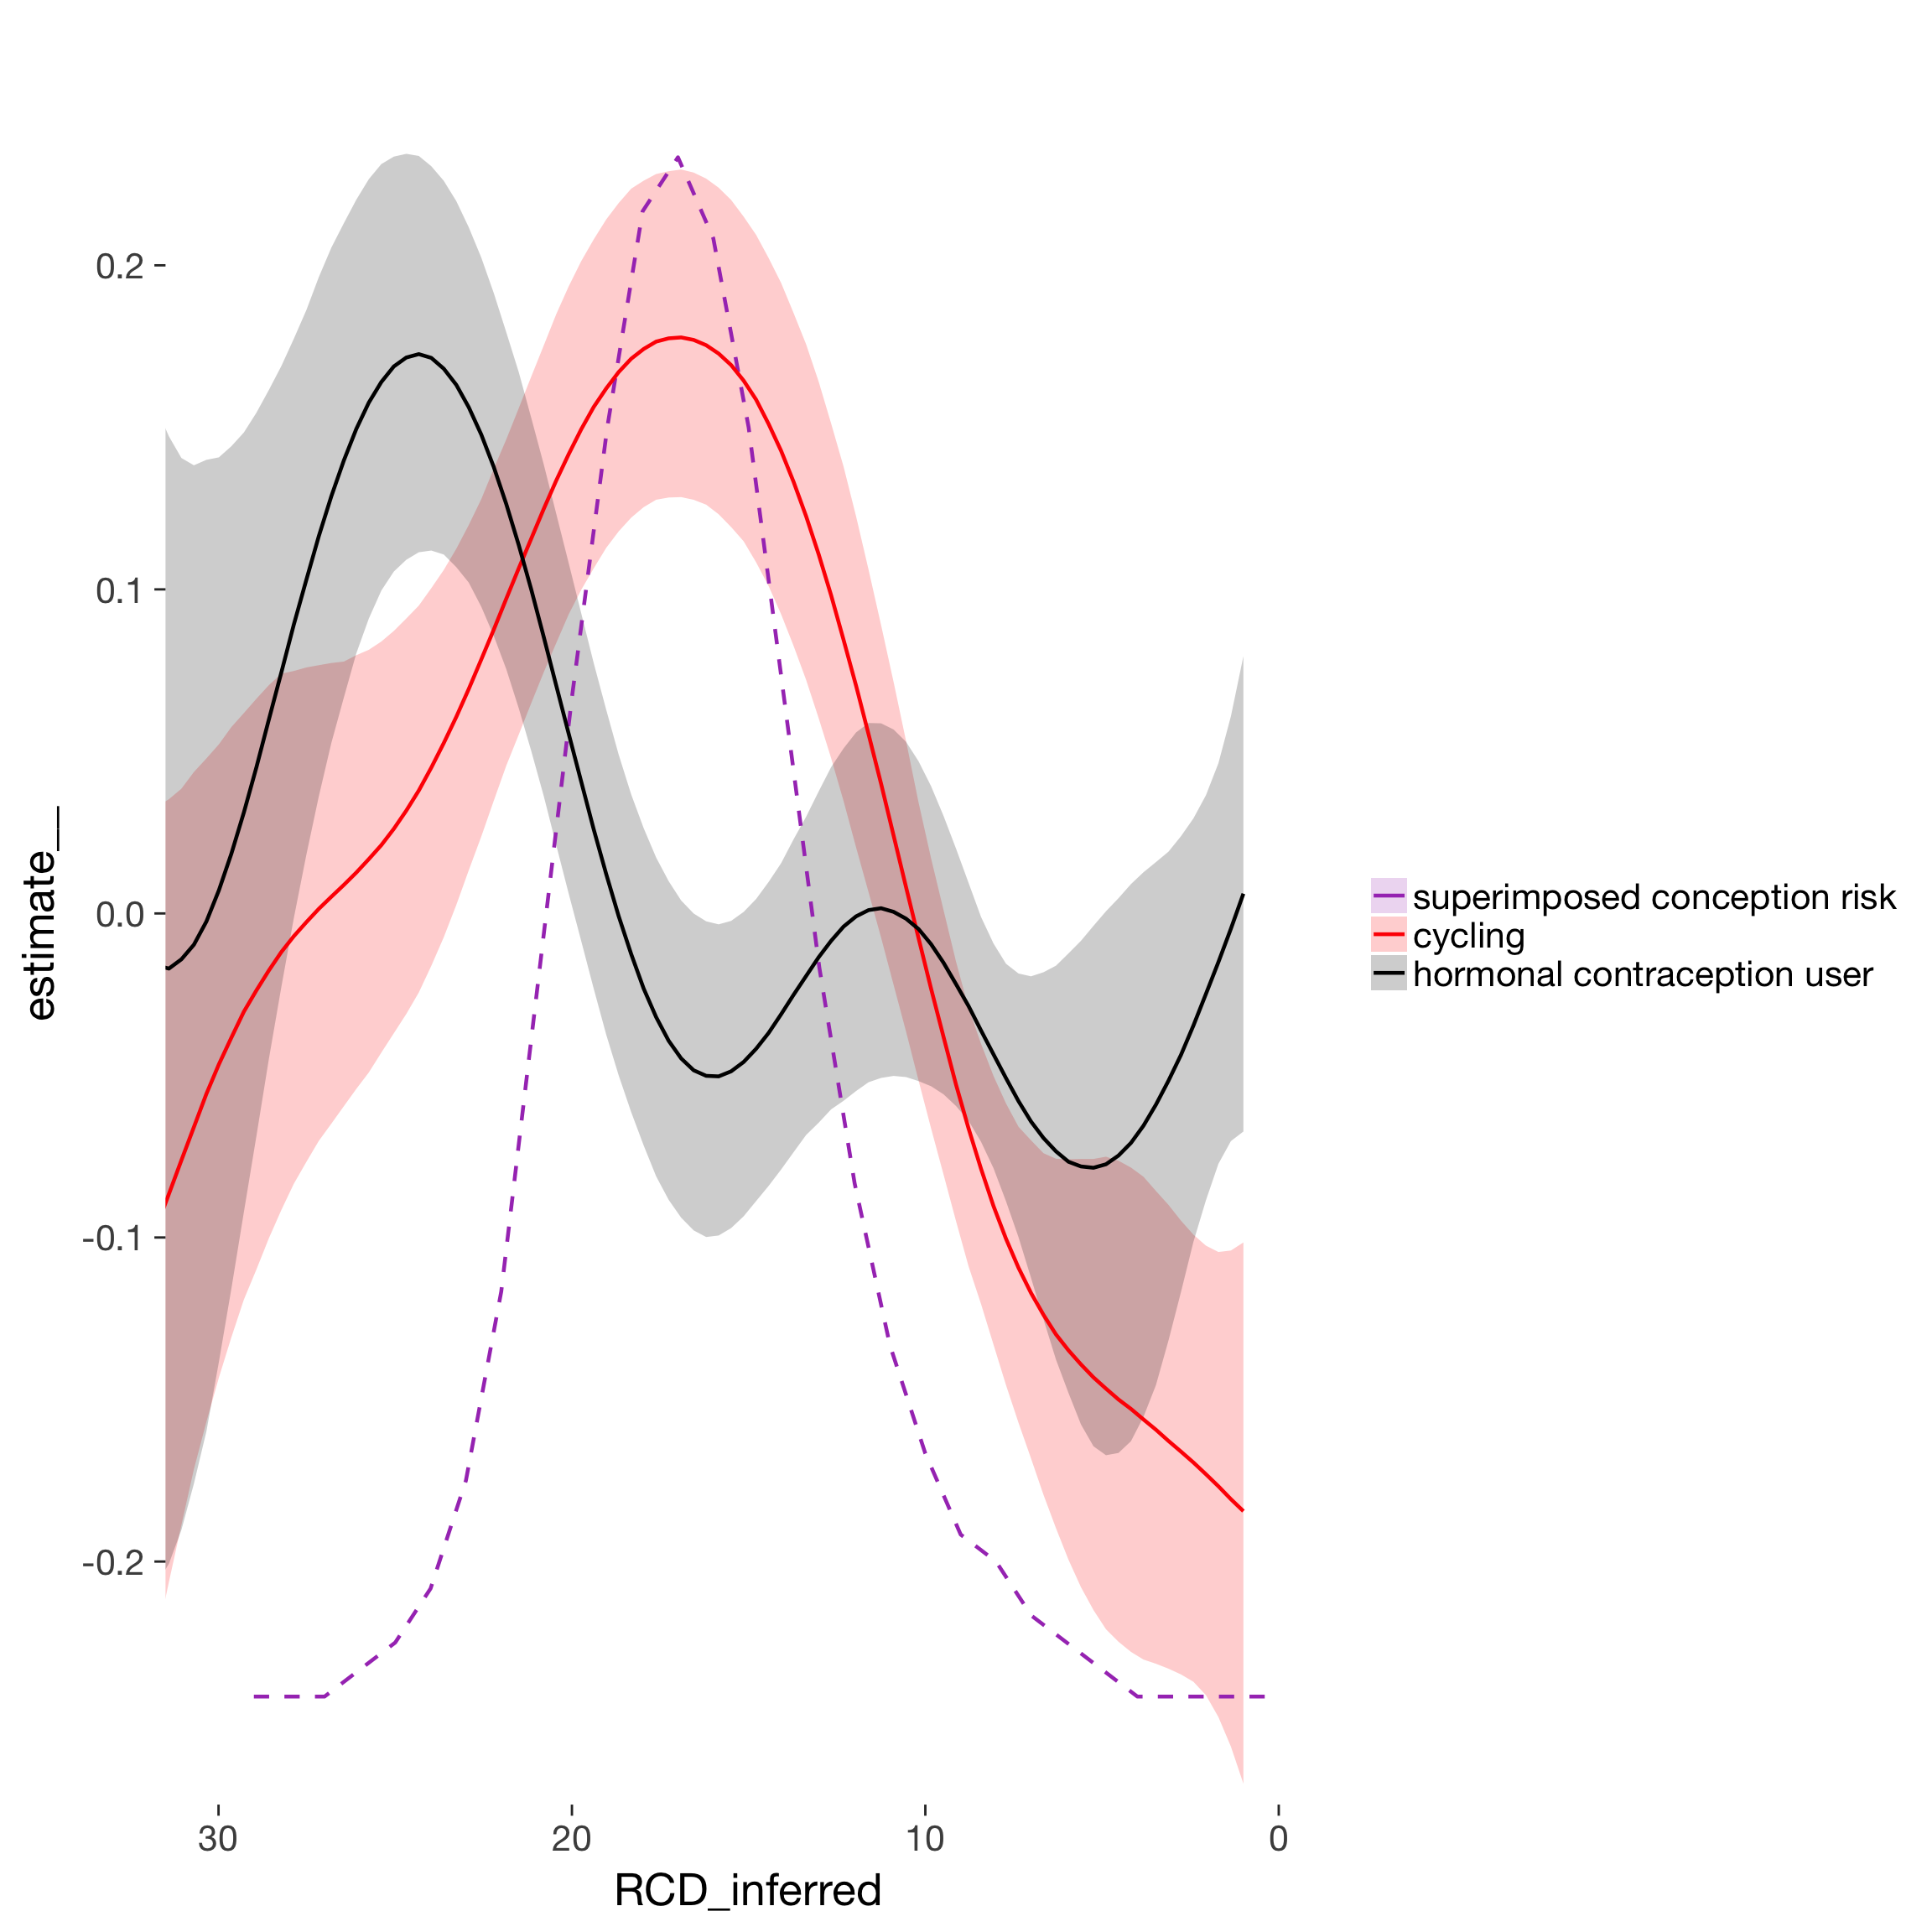 0.2
0.1
0.0
-0.1
-0.2
estimate__
30
20
10
0
RCD_inferred
superimposed conception risk
cycling
hormonal contraception user